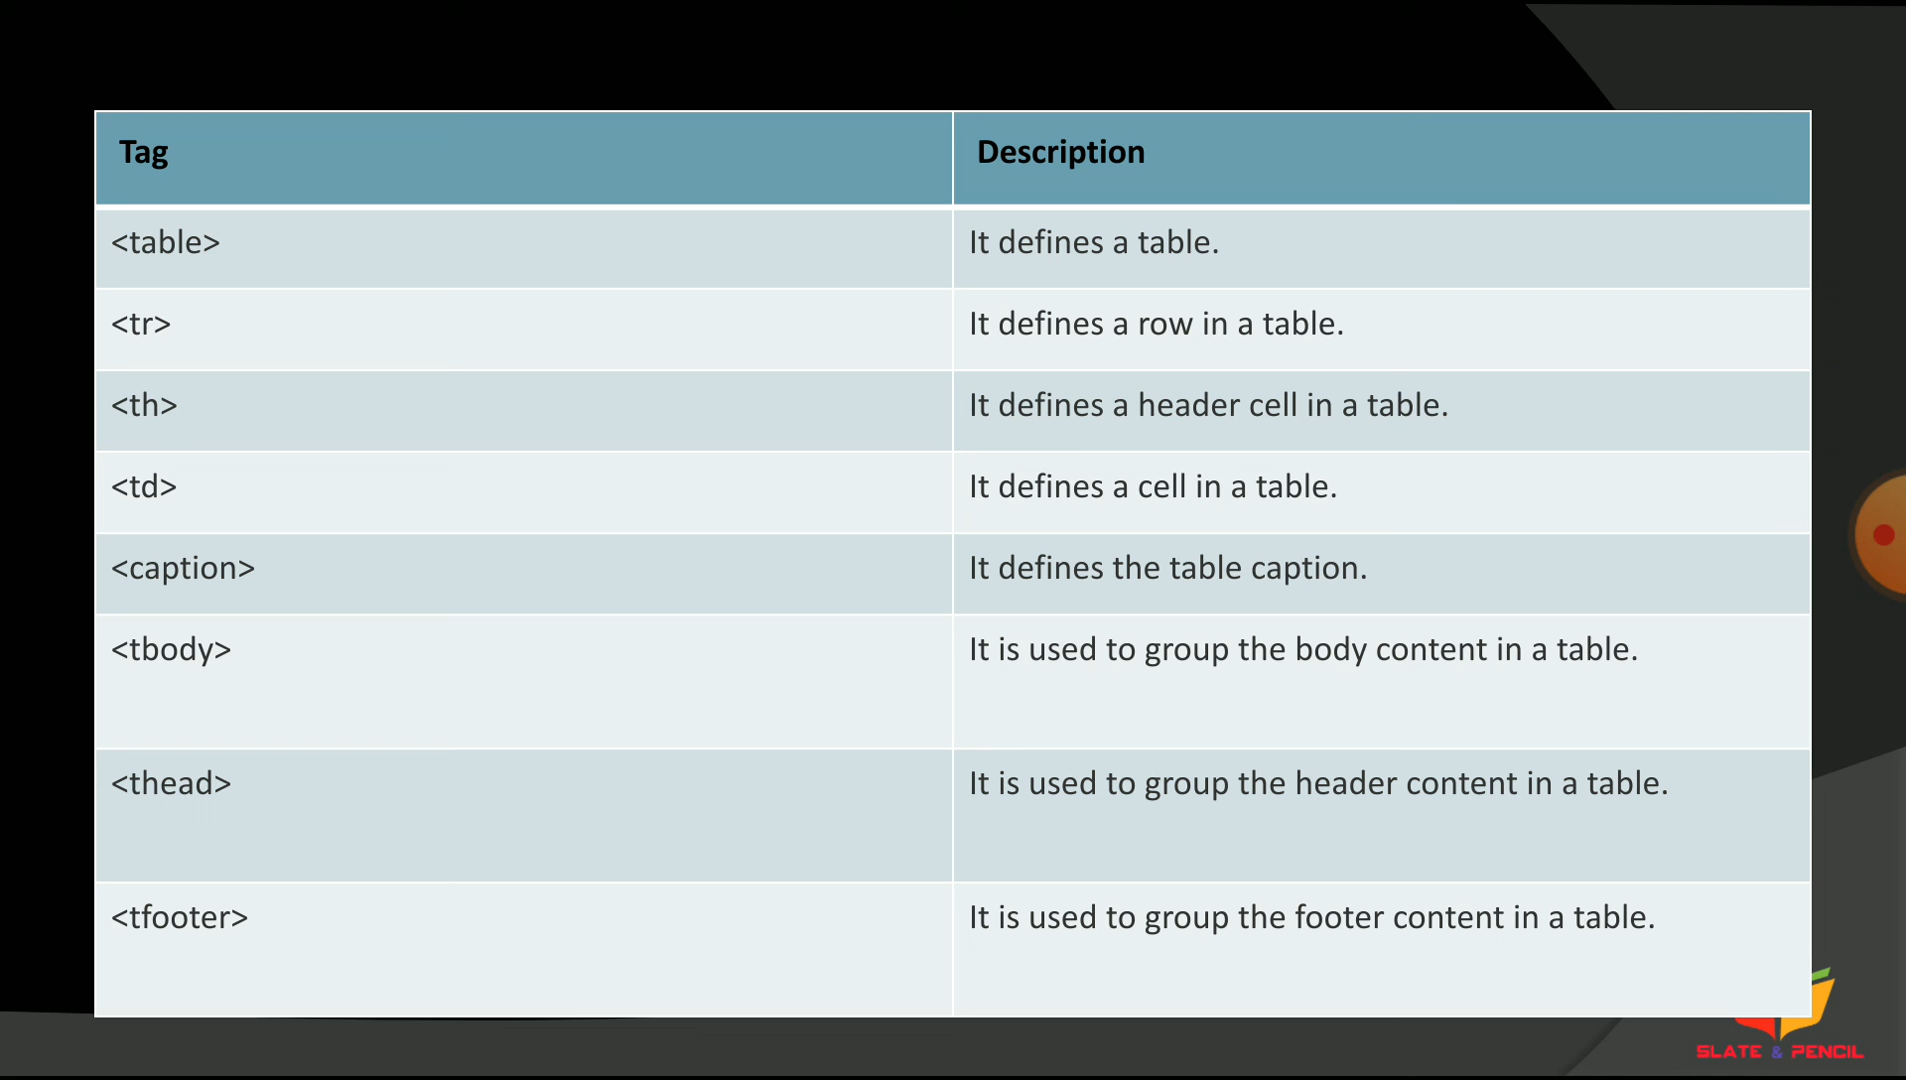 Tag Description
<table> It defines a table.
<tr> It defines a row in a table.
<th> It defines a header cell in a table.
<td> It defines a cell in a table.
<caption> It defines the table caption.
<tbody> It is used to group the body content in a table.
<thead> It is used to group the header content in a table.
<tfooter> It is used to group the footer content in a table.
SLATE & PENCIL